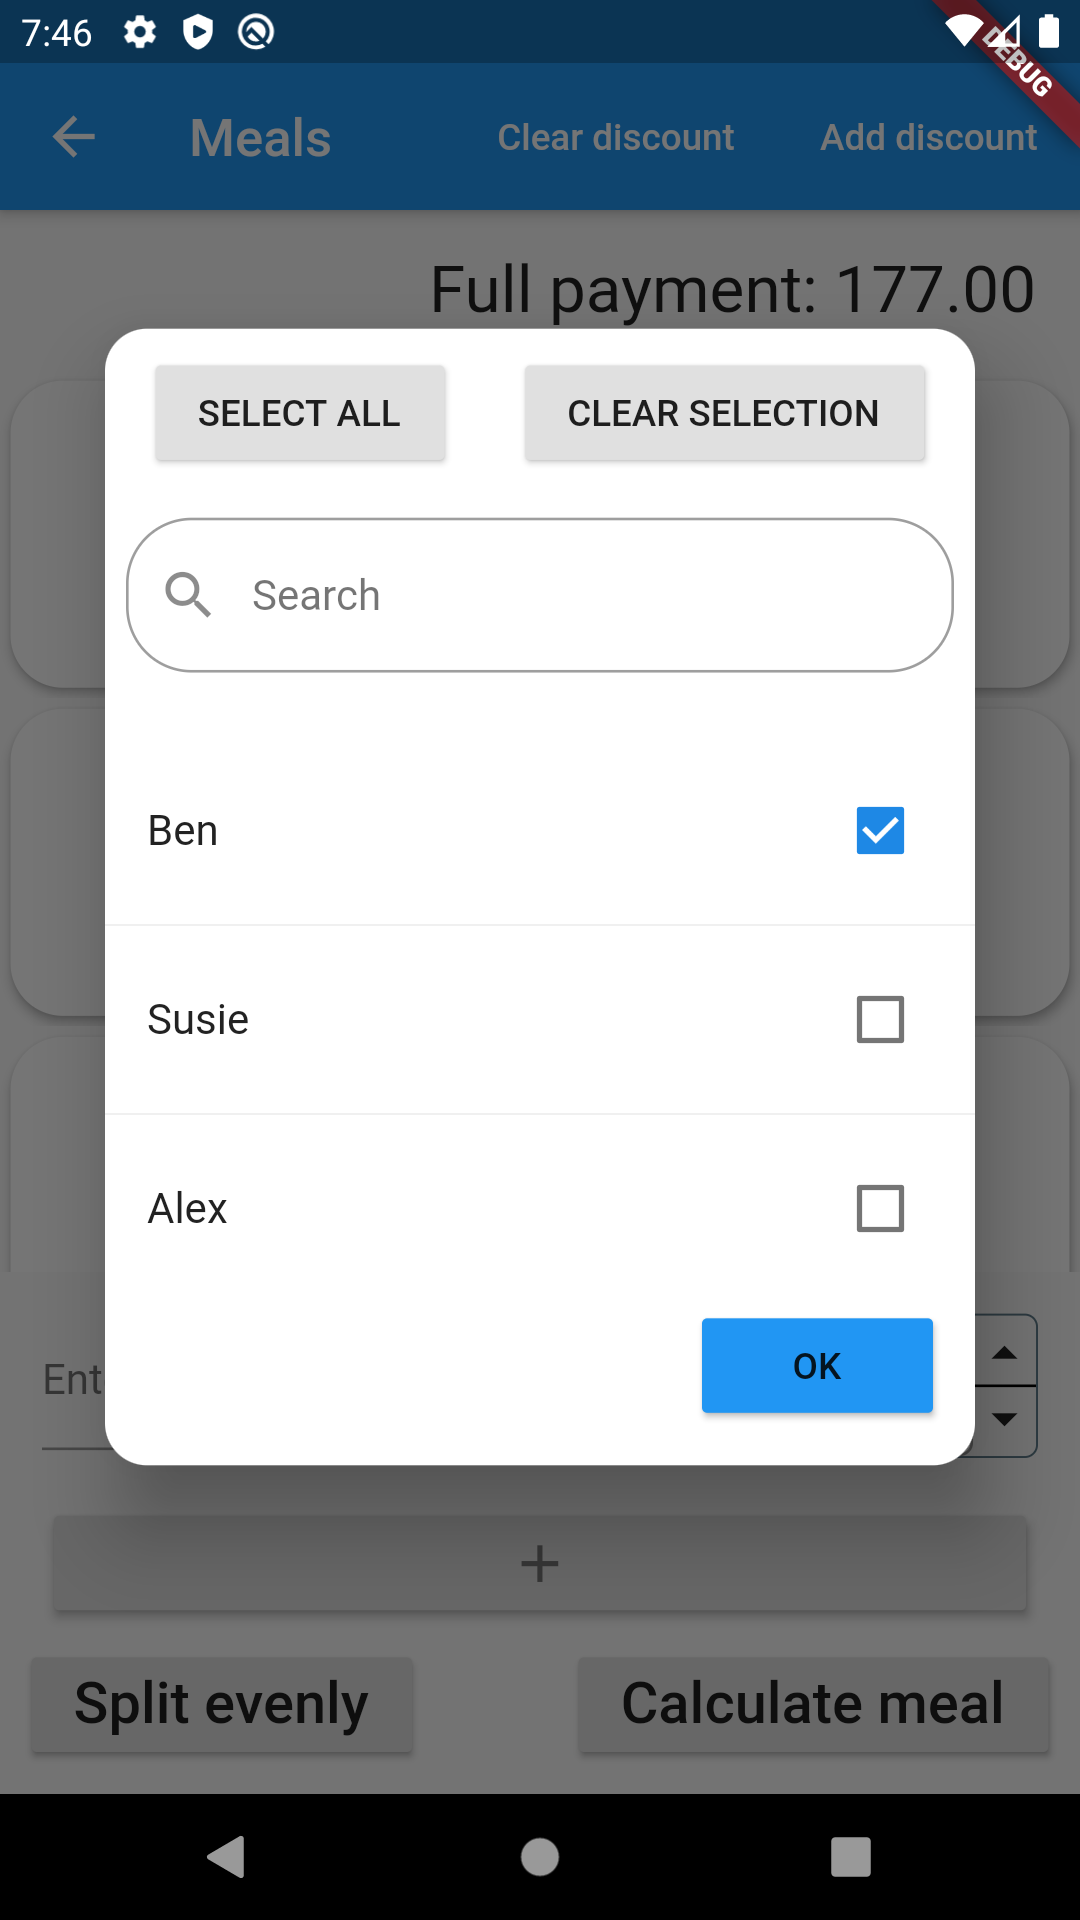 7:46
DEBUG
Meals Clear discount Add discount
Full payment: 177.00
SELECT ALL CLEAR SELECTION
Search
Ben
Susie
Alex
Ent
OK
+
Split evenly Calculate meal